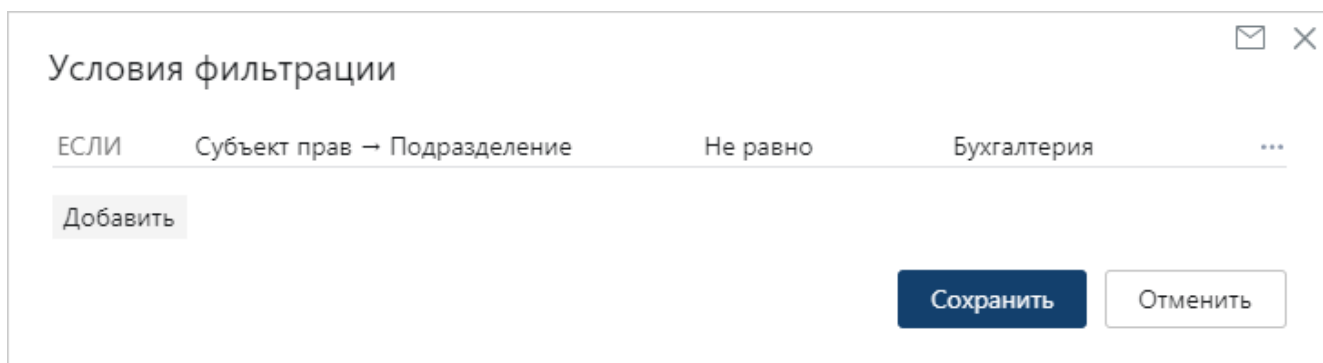 Условия фильтрации
ЕСЛИ Субъект прав → Подразделение Не равно Бухгалтерия ...
Добавить
Сохранить Отменить